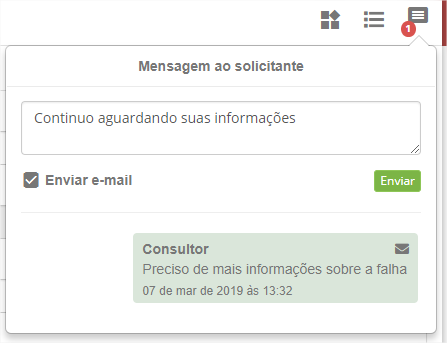 1
Mensagem ao solicitante
Continuo aguardando suas informações
Enviar e-mail
Enviar
Consultor
Preciso de mais informações sobre a falha
07 de mar de 2019 às 13:32